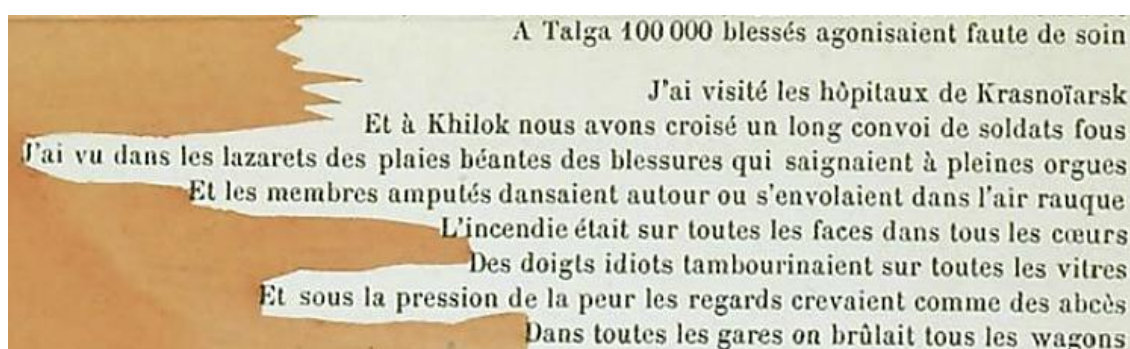 A Talga 100 000 blessés agonisaient faute de soin
J'ai visité les hôpitaux de Krasnoïarsk
Et à Khilok nous avons croisé un long convoi de soldats fous
J'ai vu dans les lazarets des plaies béantes des blessures qui saignaient à pleines orgues
Et les membres amputés dansaient autour ou s'envolaient dans l'air rauque
L'incendie était sur toutes les faces dans tous les cœurs
Des doigts idiots tambourinaient sur toutes les vitres
Et sous la pression de la peur les regards crevaient comme des abcès
Dans toutes les gares on brûlait tous les wagons